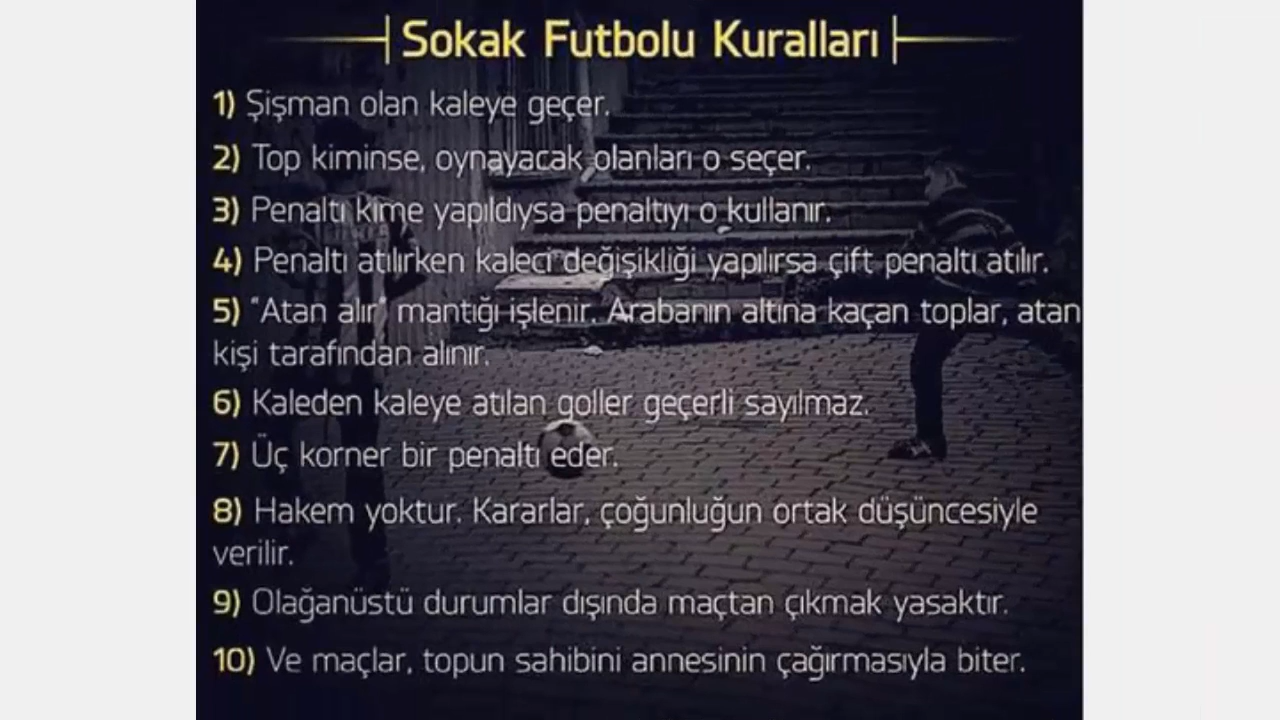 Sokak Futbolu Kuralları
1) Şişman olan kaleye geçer.
2) Top kiminse, oynayacak olanları o seçer.
3) Penaltı kime yapıldıysa penaltıyı o kullanır.
4) Penaltı atılırken kaleci değişikliği yapılırsa çift penaltı atılır.
5) "Atan alır" mantığı işlenir. Arabanın altına kaçan toplar, atan
kişi tarafından alınır.
6) Kaleden kaleye atılan goller geçerli sayılmaz.
7) Üç korner bir penaltı eder.
8) Hakem yoktur. Kararlar, çoğunluğun ortak düşüncesiyle
verilir.
9) Olağanüstü durumlar dışında maçtan çıkmak yasaktır.
10) Ve maçlar, topun sahibini annesinin çağırmasıyla biter.